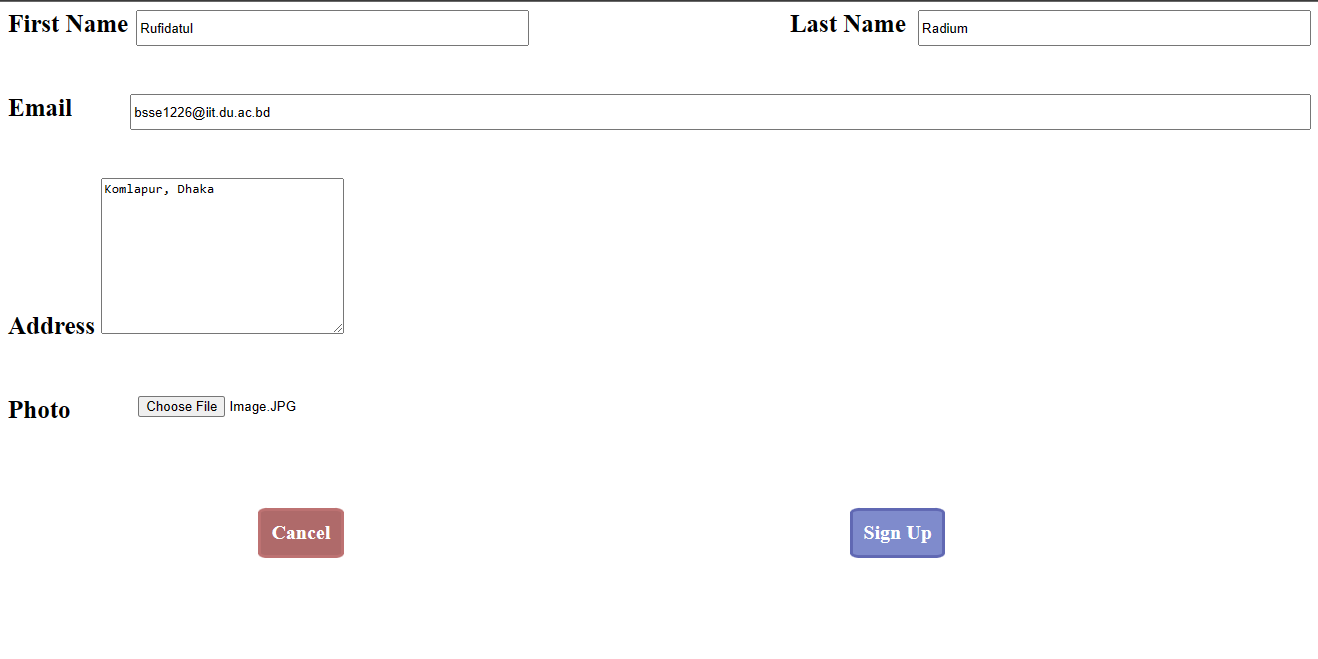 First Name Rufidatul Last Name Radium
Email bsse1226@iit.du.ac.bd
Komlapur, Dhaka
Address
Photo Choose File Image.JPG
Cancel Sign Up